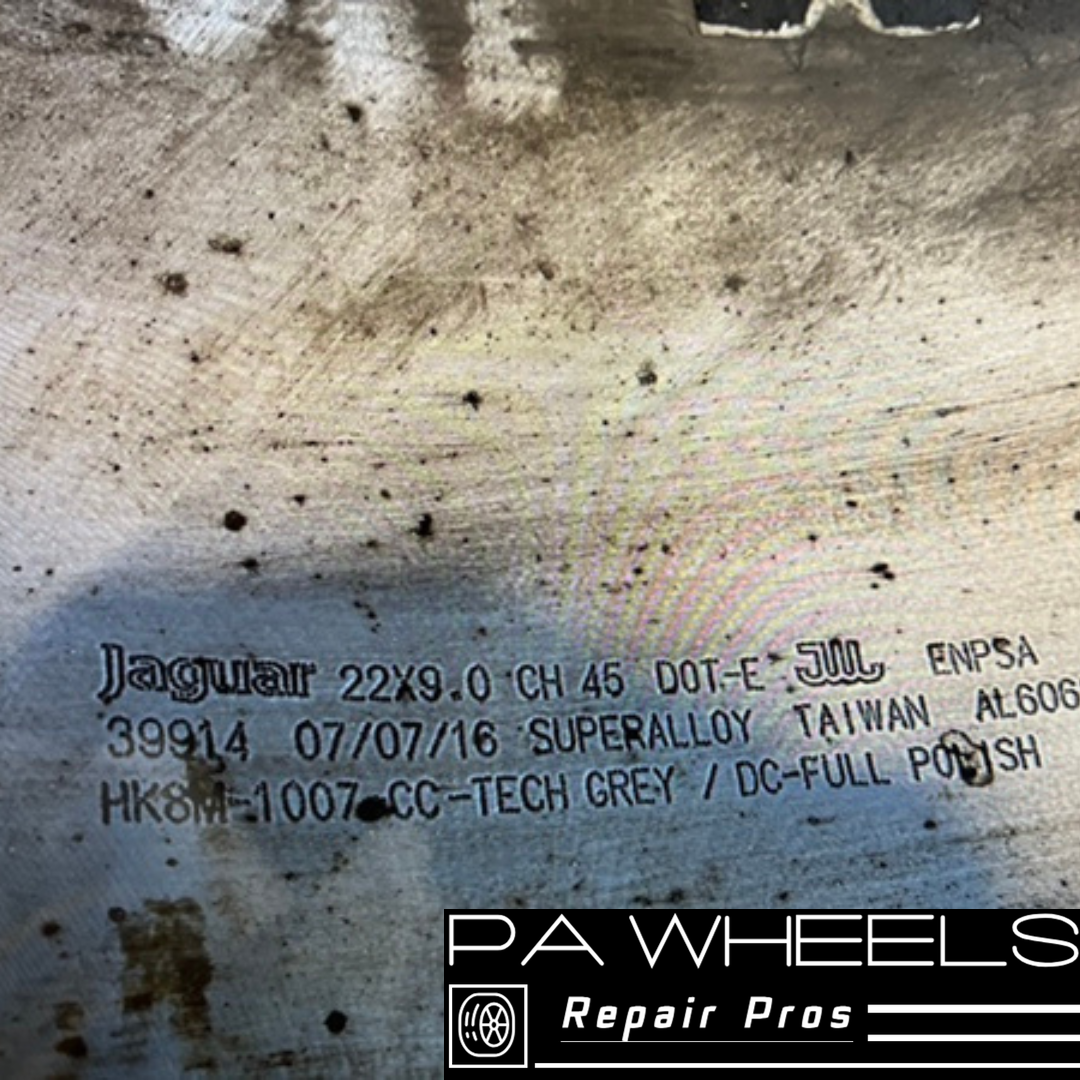 Jaguar 22X9.0 CH 45 DOT-E JWL ENPSA
39914 07/07/16 SUPERALLOY TAIWAN AL606
HK8M-1007 CC-TECH GREY / DC-FULL POLISH
PA WHEELS
Repair Pros